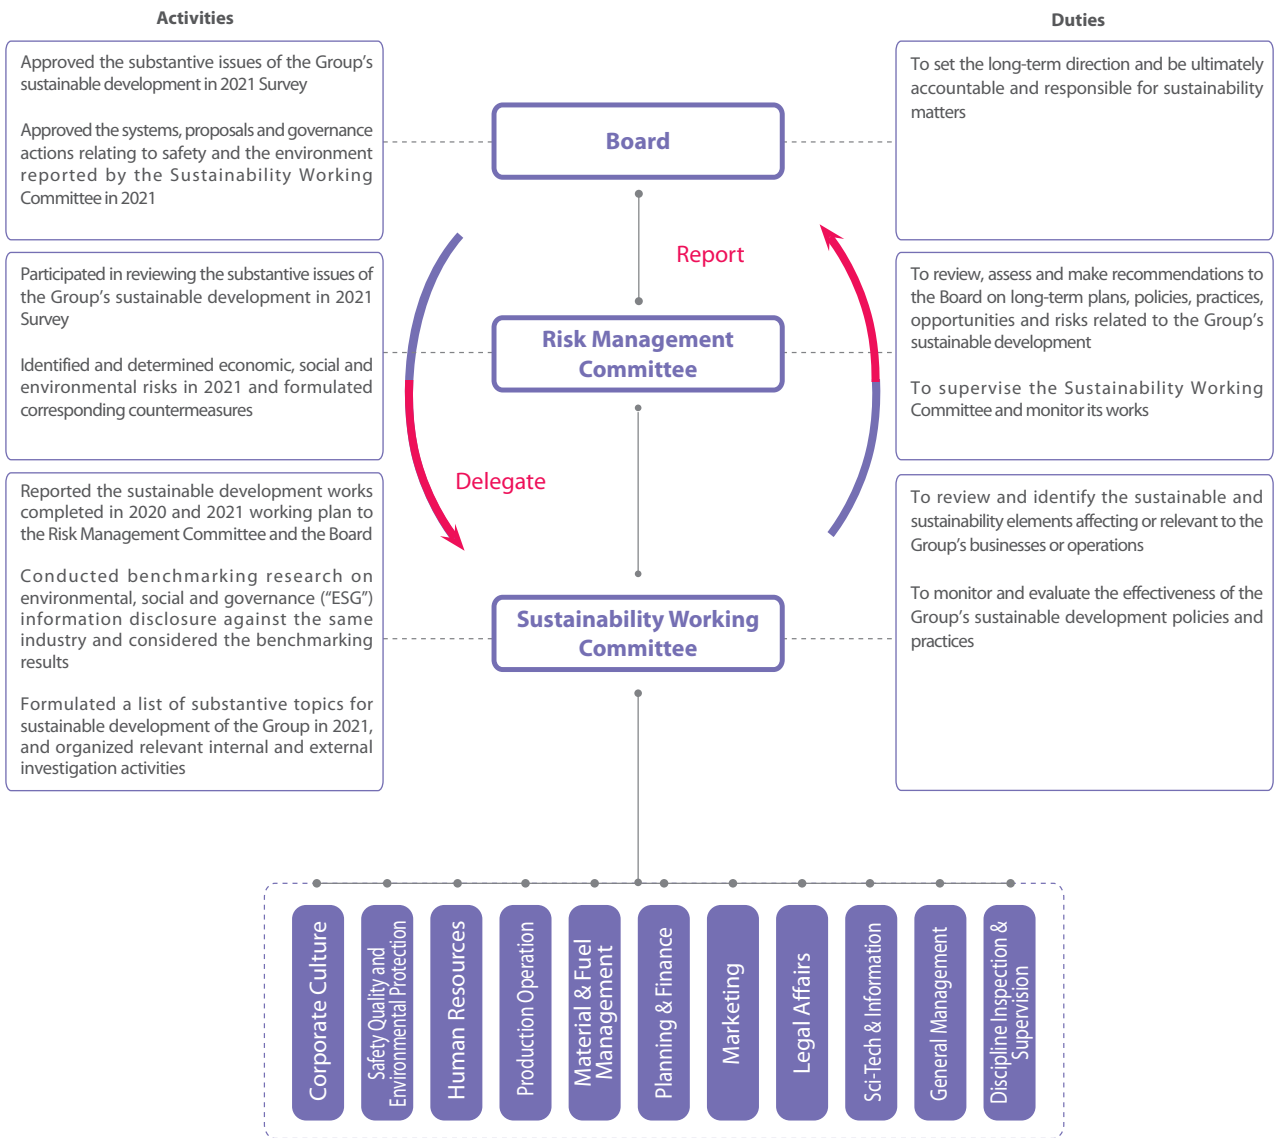 Activities
Approved the substantive issues of the Group's
sustainable development in 2021 Survey
Approved the systems, proposals and governance
actions relating to safety and the environment
reported by the Sustainability Working
Committee in 2021
Participated in reviewing the substantive issues of
the Group's sustainable development in 2021
Survey
Identified and determined economic, social and
environmental risks in 2021 and formulated
corresponding countermeasures
Reported the sustainable development works
completed in 2020 and 2021 working plan to
the Risk Management Committee and the Board
Conducted benchmarking research on
environmental, social and governance (“ESG”)
information disclosure against the same
industry and considered the benchmarking
results
Formulated a list of substantive topics for
sustainable development of the Group in 2021,
and organized relevant internal and external
investigation activities
Board
Report
Risk Management
Committee
Delegate
Sustainability Working
Committee
Duties
To set the long-term direction and be ultimately
accountable and responsible for sustainability
matters
To review, assess and make recommendations to
the Board on long-term plans, policies, practices,
opportunities and risks related to the Group's
sustainable development
To supervise the Sustainability Working
Committee and monitor its works
To review and identify the sustainable and
sustainability elements affecting or relevant to the
Group's businesses or operations
To monitor and evaluate the effectiveness of the
Group's sustainable development policies and
practices
Corporate Culture
Safety Quality and
Environmental Protection
Human Resources
Production Operation
Material & Fuel
Management
Planning & Finance
Marketing
Legal Affairs
Sci-Tech & Information
General Management
Discipline Inspection &
Supervision